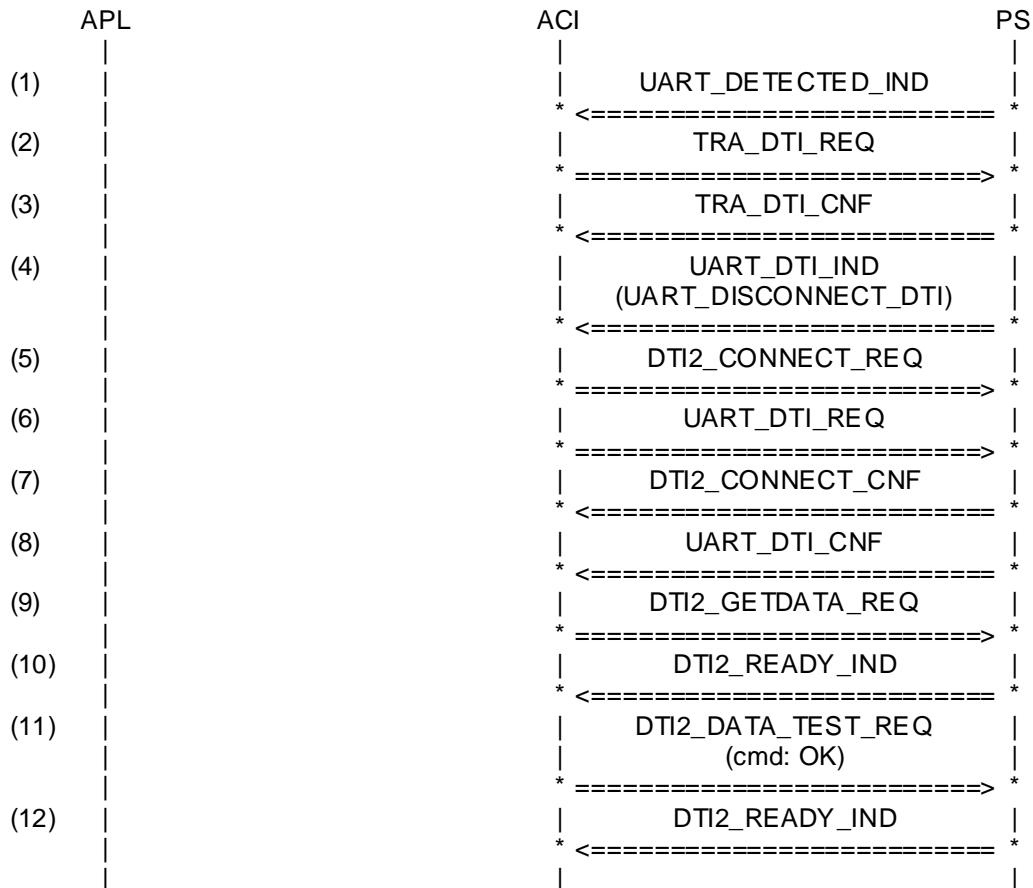 APL ACI PS
| | |
(1) | | UART_DETECTED_IND |
| * <========================== *
(2) | | TRA_DTI_REQ |
| * ==========================> *
(3) | | TRA_DTI_CNF |
| * <========================== *
(4) | | UART_DTI_IND |
| | (UART_DISCONNECT_DTI) |
| * <========================== *
(5) | | DTI2_CONNECT_REQ |
| * ==========================> *
(6) | | UART_DTI_REQ |
| * ==========================> *
(7) | | DTI2_CONNECT_CNF |
| * <========================== *
(8) | | UART_DTI_CNF |
| * <========================== *
(9) | | DTI2_GETDATA_REQ |
| * ==========================> *
(10) | | DTI2_READY_IND |
| * <========================== *
(11) | | DTI2_DATA_TEST_REQ |
| | (cmd: OK) |
| * ==========================> *
(12) | | DTI2_READY_IND |
| * <========================== *
| | |